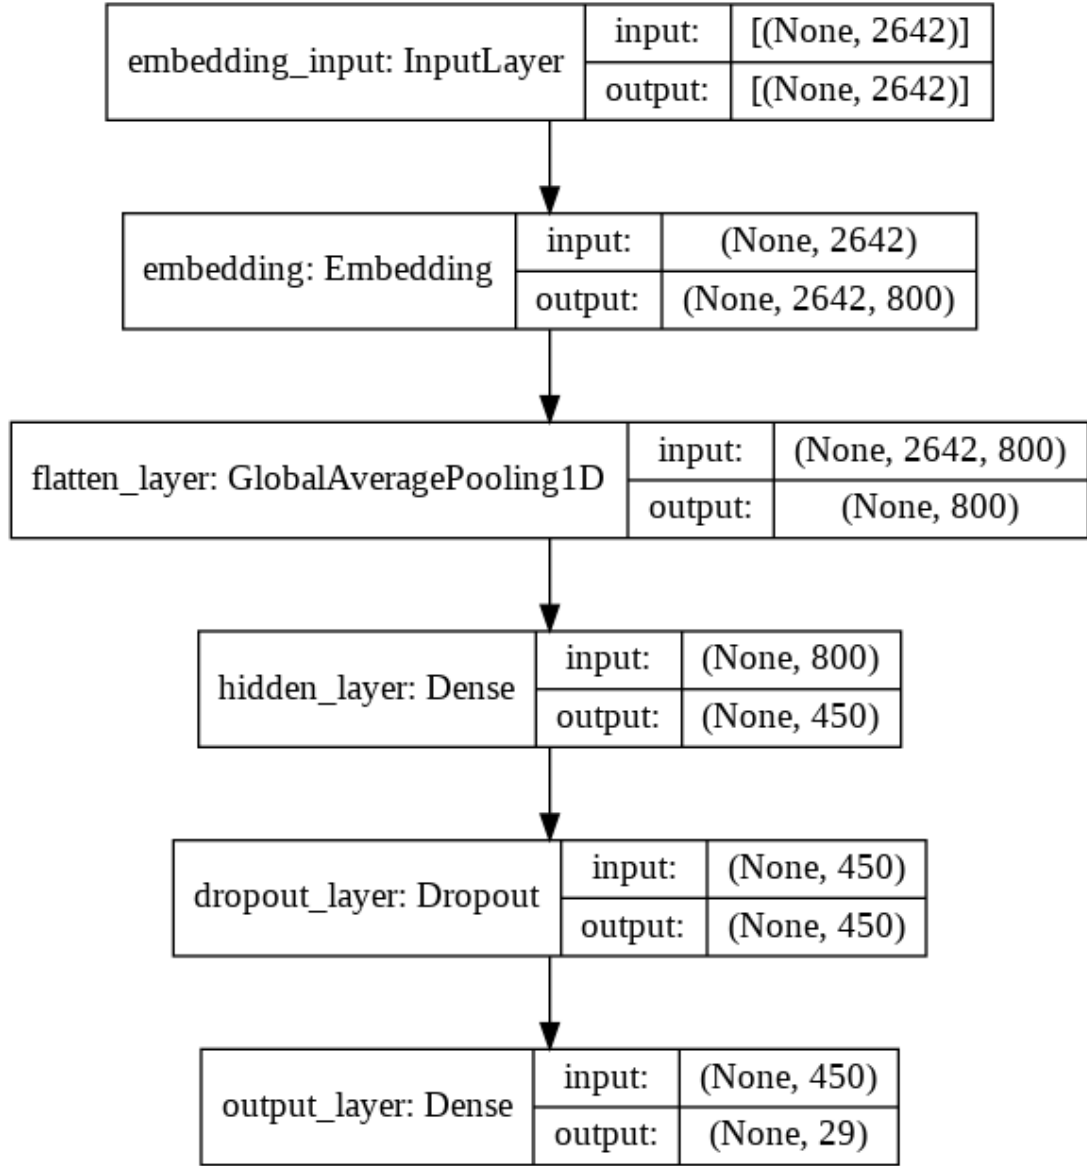 embedding_input: InputLayer
input:
[(None, 2642)]
output:
[(None, 2642)]
embedding: Embedding
input:
(None, 2642)
output:
(None, 2642, 800)
flatten_layer: GlobalAveragePooling1D
input:
(None, 2642, 800)
output:
(None, 800)
hidden_layer: Dense
input:
(None, 800)
output:
(None, 450)
dropout_layer: Dropout
input:
(None, 450)
output:
(None, 450)
output_layer: Dense
input:
(None, 450)
output:
(None, 29)